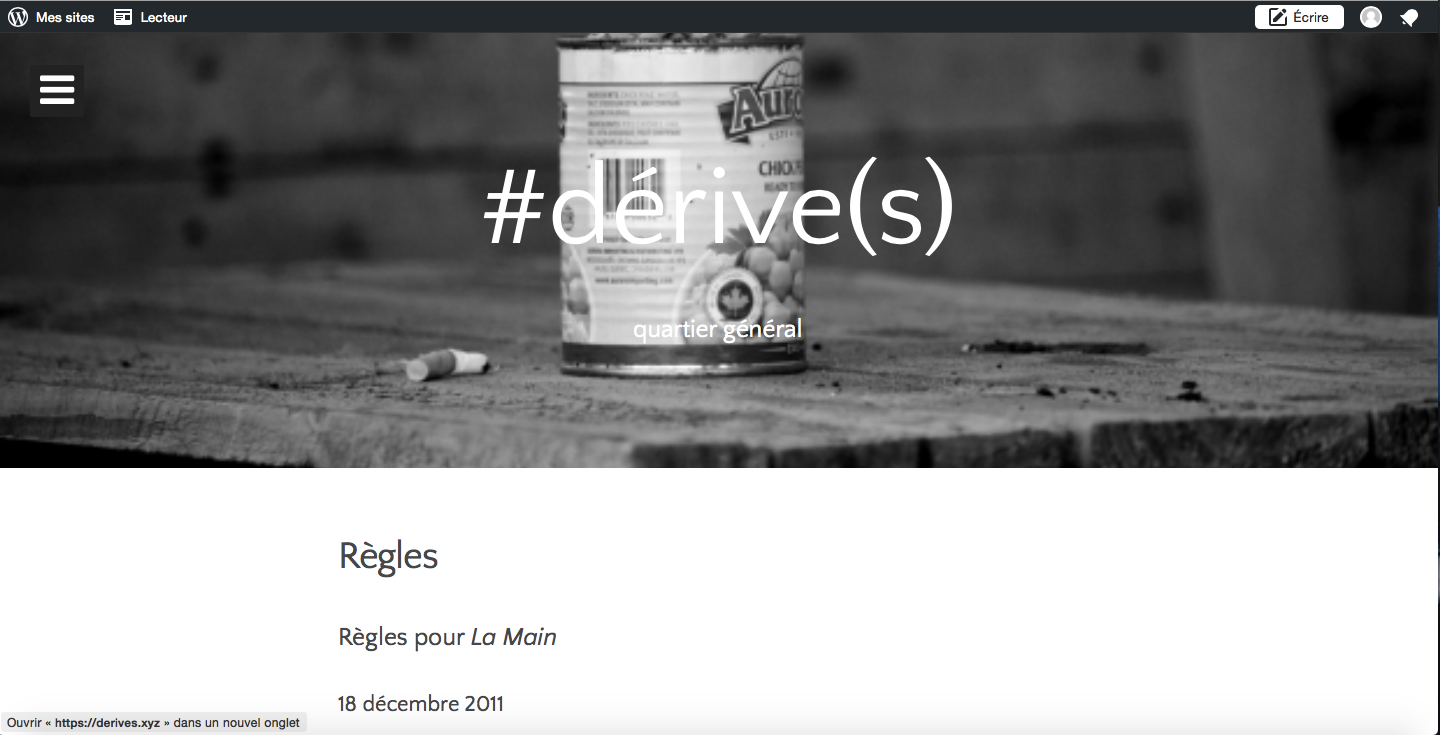 Mes sites Lecteur Écrire
#dérive(s)
quartier général
Règles
Règles pour La Main
18 décembre 2011
Ouvrir « https://derives.xyz » dans un nouvel onglet